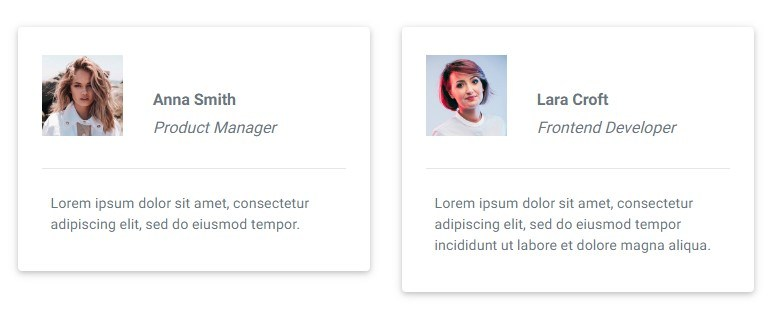 Anna Smith
Product Manager
Lorem ipsum dolor sit amet, consectetur
adipiscing elit, sed do eiusmod tempor.
Lara Croft
Frontend Developer
Lorem ipsum dolor sit amet, consectetur
adipiscing elit, sed do eiusmod tempor
incididunt ut labore et dolore magna aliqua.